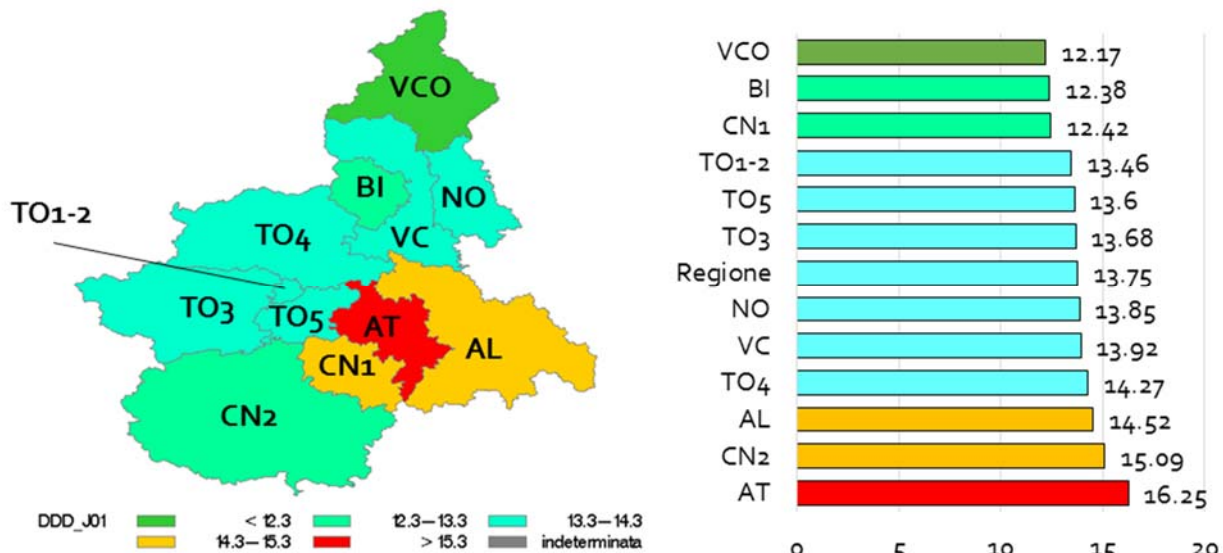 VCO
BI
NO
TO1-2
TO4
VC
TO3
TO5
AT
AL
CN1
CN2
DDD_J01 < 12.3 12.3—13.3 13.3—14.3
14.3—15.3 > 15.3 indeterminata
VCO 12.17
BI 12.38
CN1 12.42
TO1-2 13.46
TO5 13.6
TO3 13.68
Regione 13.75
NO 13.85
VC 13.92
TO4 14.27
AL 14.52
CN2 15.09
AT 16.25
0 5 10 15 20